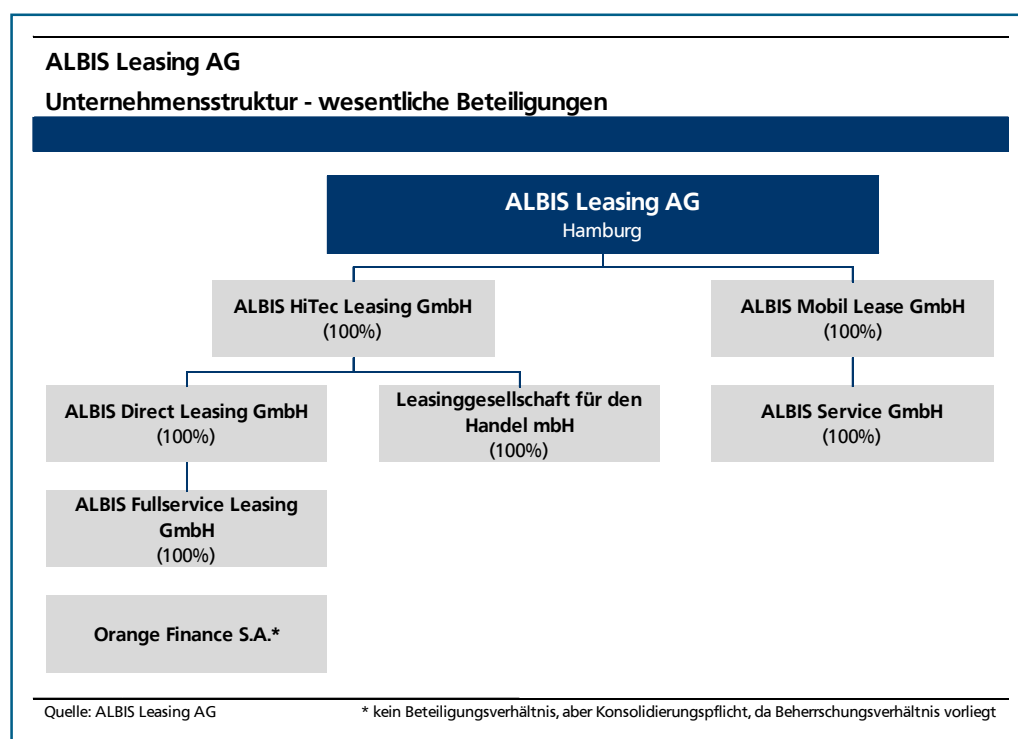 ALBIS Leasing AG
Unternehmensstruktur - wesentliche Beteiligungen
ALBIS Leasing AG
Hamburg
ALBIS HiTec Leasing GmbH
(100%)
ALBIS Mobil Lease GmbH
(100%)
ALBIS Direct Leasing GmbH
(100%)
Leasinggesellschaft für den
Handel mbH
(100%)
ALBIS Service GmbH
(100%)
ALBIS Fullservice Leasing
GmbH
(100%)
Orange Finance S.A.*
Quelle: ALBIS Leasing AG
* kein Beteiligungsverhältnis, aber Konsolidierungspflicht, da Beherrschungsverhältnis vorliegt